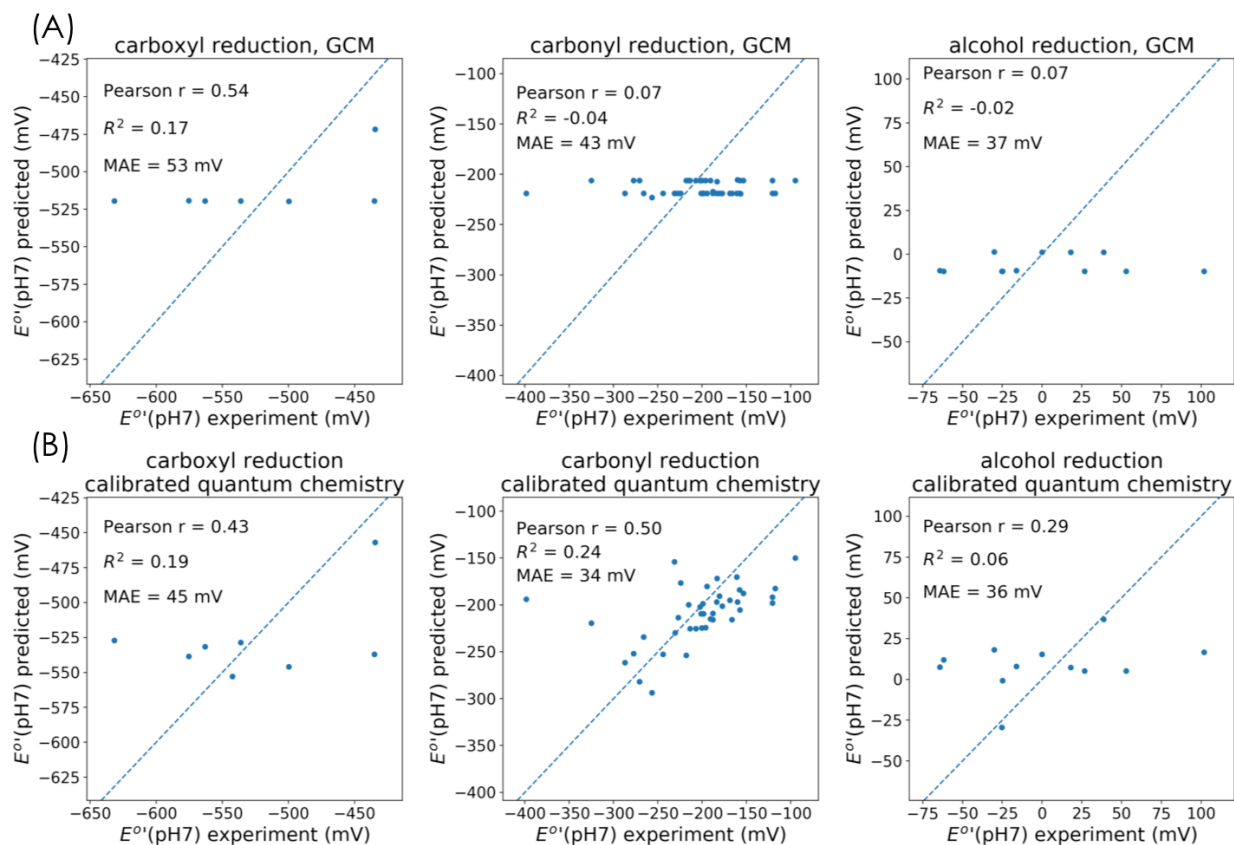 (A)
carboxyl reduction, GCM
Pearson r = 0.54
R² = 0.17
MAE = 53 mV
−425
−450
−475
−500
−525
−550
−575
−600
−625
E°'(pH7) predicted (mV)
−650 −600 −550 −500 −450
E°'(pH7) experiment (mV)
carbonyl reduction, GCM
Pearson r = 0.07
R² = -0.04
MAE = 43 mV
−100
−150
−200
−250
−300
−350
−400
E°'(pH7) predicted (mV)
−400 −350 −300 −250 −200 −150 −100
E°'(pH7) experiment (mV)
alcohol reduction, GCM
Pearson r = 0.07
R² = -0.02
MAE = 37 mV
100
75
50
25
0
−25
−50
E°'(pH7) predicted (mV)
−75 −50 −25 0 25 50 75 100
E°'(pH7) experiment (mV)
(B)
carboxyl reduction
calibrated quantum chemistry
Pearson r = 0.43
R² = 0.19
MAE = 45 mV
−425
−450
−475
−500
−525
−550
−575
−600
−625
E°'(pH7) predicted (mV)
−650 −600 −550 −500 −450
E°'(pH7) experiment (mV)
carbonyl reduction
calibrated quantum chemistry
Pearson r = 0.50
R² = 0.24
MAE = 34 mV
−100
−150
−200
−250
−300
−350
−400
E°'(pH7) predicted (mV)
−400 −350 −300 −250 −200 −150 −100
E°'(pH7) experiment (mV)
alcohol reduction
calibrated quantum chemistry
Pearson r = 0.29
R² = 0.06
MAE = 36 mV
100
75
50
25
0
−25
−50
E°'(pH7) predicted (mV)
−75 −50 −25 0 25 50 75 100
E°'(pH7) experiment (mV)